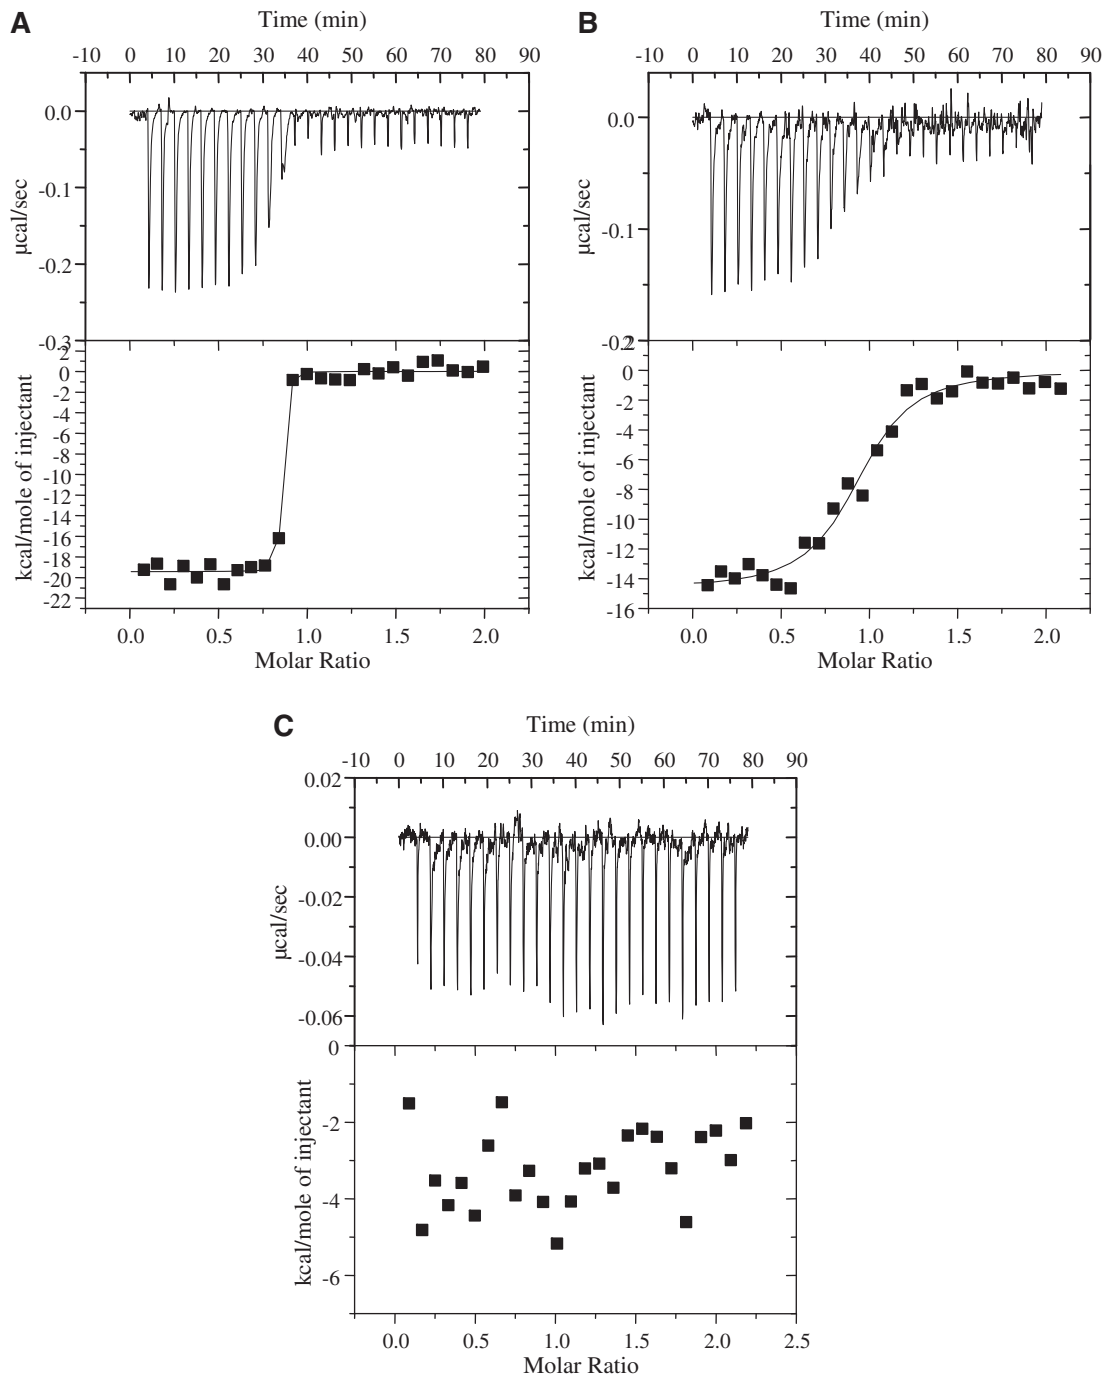 A
Time (min)
-10 0 10 20 30 40 50 60 70 80 90
0.0
-0.1
-0.2
-0.3
µcal/sec
2
0
-2
-4
-6
-8
-10
-12
-14
-16
-18
-20
-22
kcal/mole of injectant
0.0 0.5 1.0 1.5 2.0
Molar Ratio
B
Time (min)
-10 0 10 20 30 40 50 60 70 80 90
0.0
-0.1
-0.2
µcal/sec
2
0
-2
-4
-6
-8
-10
-12
-14
-16
kcal/mole of injectant
0.0 0.5 1.0 1.5 2.0
Molar Ratio
C
Time (min)
-10 0 10 20 30 40 50 60 70 80 90
0.02
0.00
-0.02
-0.04
-0.06
µcal/sec
0
-2
-4
-6
kcal/mole of injectant
0.0 0.5 1.0 1.5 2.0 2.5
Molar Ratio